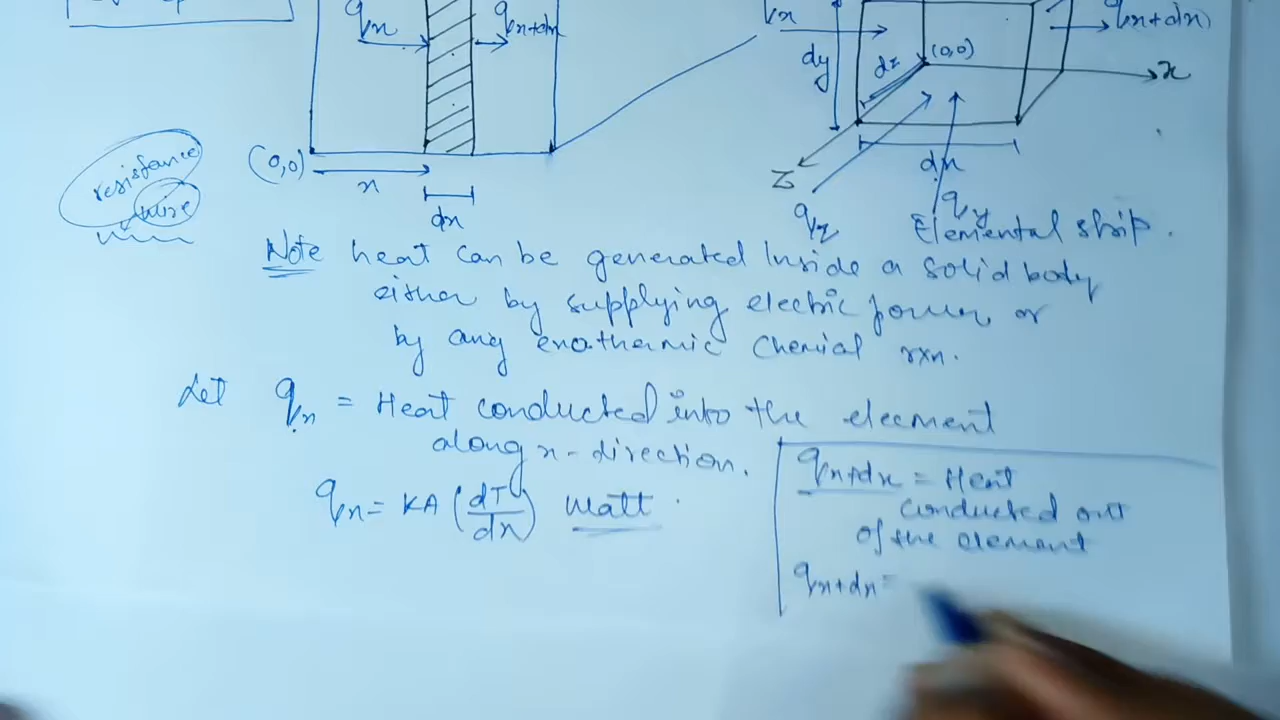 qx
qx+dx
qx
q(x+dx)
dy
dz
(0,0)
x
resistance
wire
(0,0)
x
dx
z
dx
qz
qy
Elemental strip.
Note heat can be generated Inside a solid body
either by supplying electric power or
by any exothermic Chemial rxn.
Let qx = Heat conducted into the elecment
along x-direction.
qx = KA (dT/dx) Watt
qx+dx = Heat
conducted out
of the element
qx+dx =